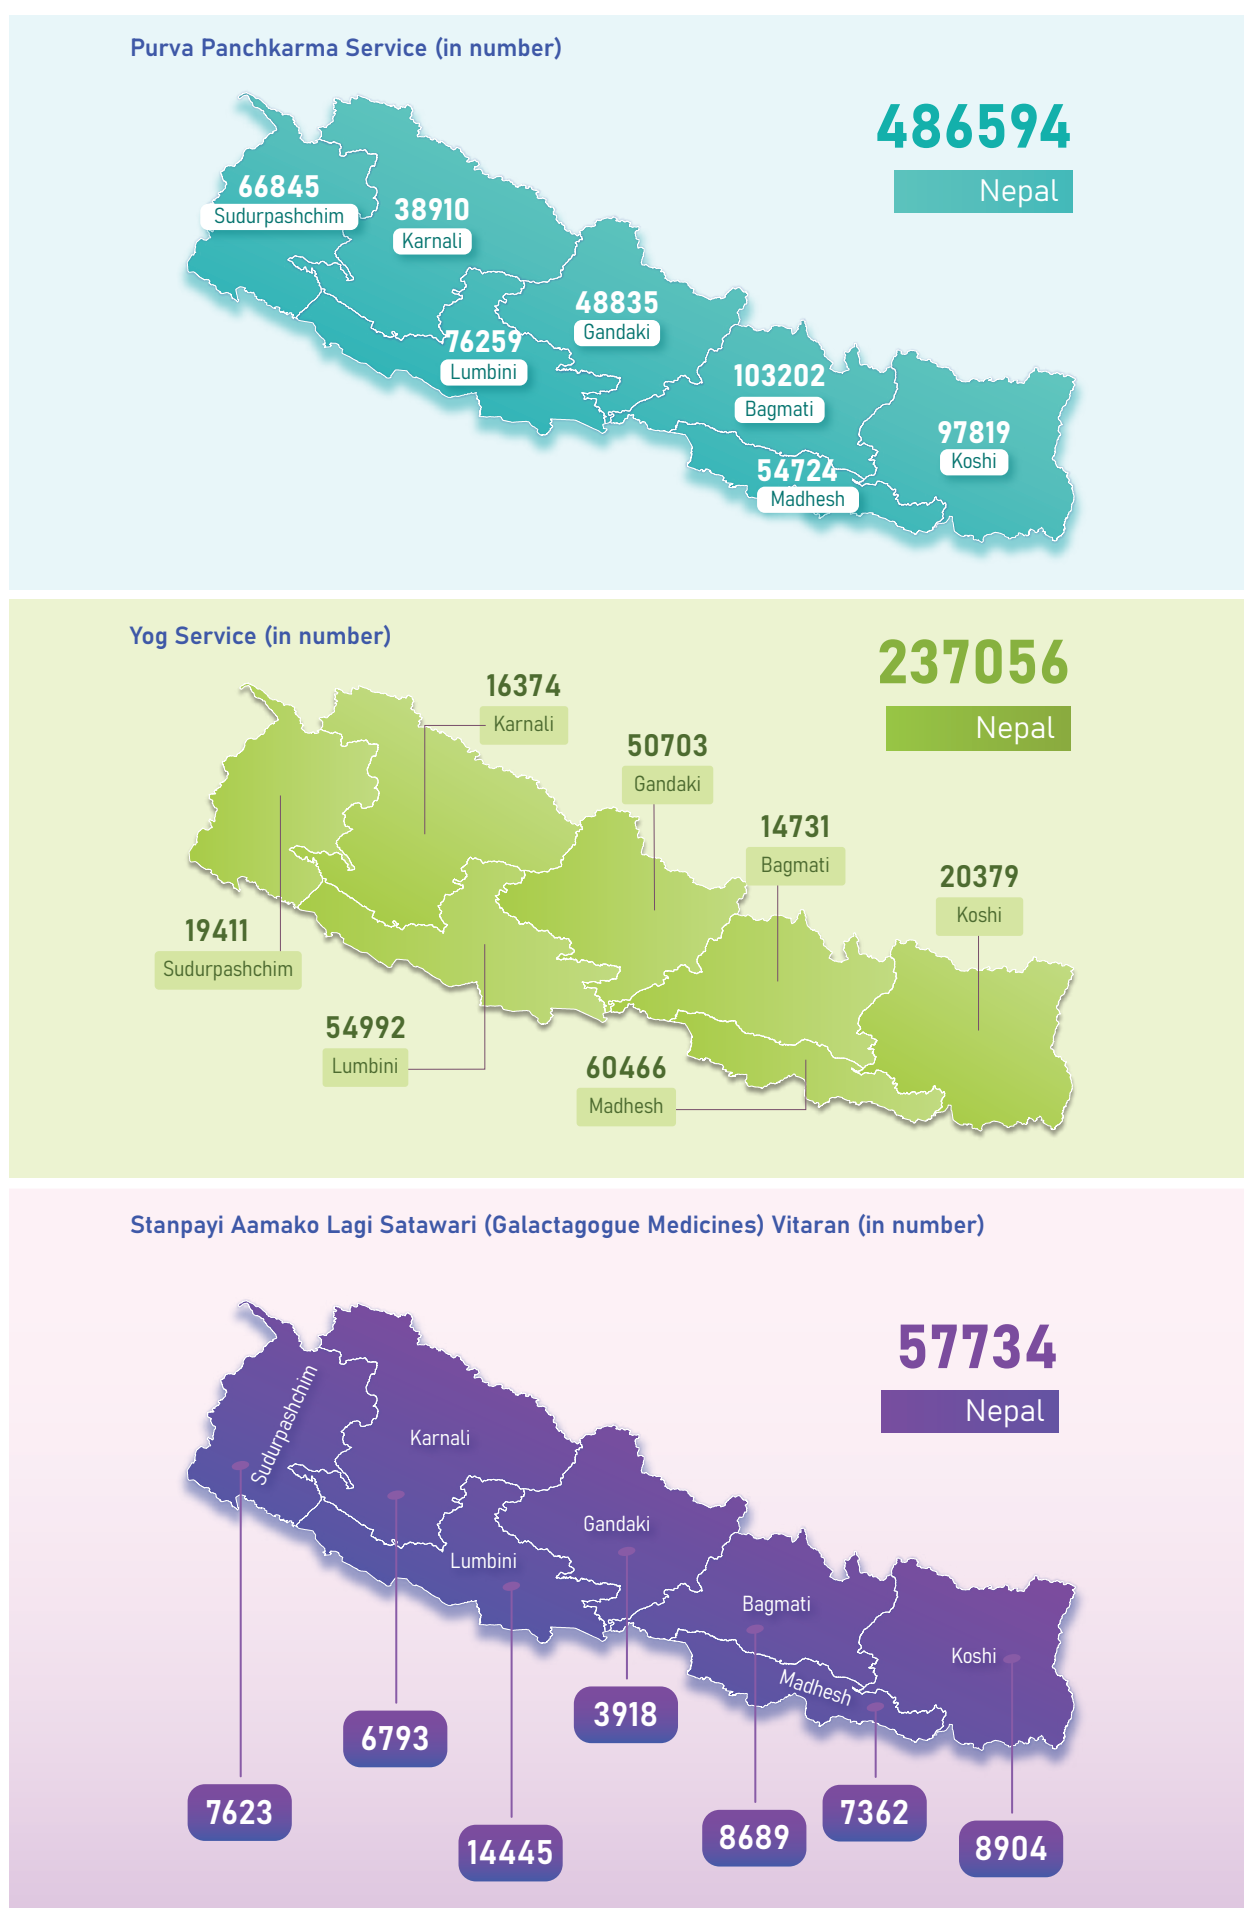 Purva Panchkarma Service (in number)
486594
Nepal
66845
Sudurpashchim
38910
Karnali
48835
Gandaki
76259
Lumbini
103202
Bagmati
97819
Koshi
54724
Madhesh
Yog Service (in number)
237056
Nepal
16374
Karnali
50703
Gandaki
14731
Bagmati
20379
Koshi
19411
Sudurpashchim
54992
Lumbini
60466
Madhesh
Stanpayi Aamako Lagi Satawari (Galactagogue Medicines) Vitaran (in number)
57734
Nepal
Sudurpashchim
Karnali
Gandaki
Lumbini
Bagmati
Koshi
Madhesh
3918
6793
7623
7362
8689
14445
8904